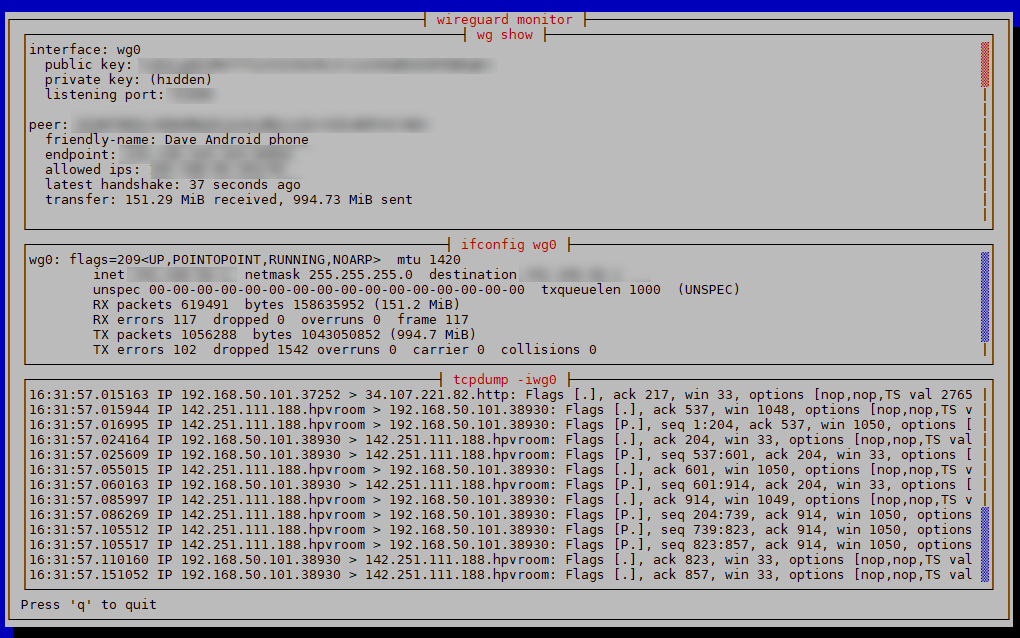 wireguard monitor
wg show
interface: wg0
public key:
private key: (hidden)
listening port:
peer:
friendly-name: Dave Android phone
endpoint:
allowed ips:
latest handshake: 37 seconds ago
transfer: 151.29 MiB received, 994.73 MiB sent
ifconfig wg0
wg0: flags=209<UP,POINTOPOINT,RUNNING,NOARP>  mtu 1420
inet netmask 255.255.255.0  destination
unspec 00-00-00-00-00-00-00-00-00-00-00-00-00-00-00-00  txqueuelen 1000  (UNSPEC)
RX packets 619491  bytes 158635952 (151.2 MiB)
RX errors 117  dropped 0  overruns 0  frame 117
TX packets 1056288  bytes 1043050852 (994.7 MiB)
TX errors 102  dropped 1542 overruns 0  carrier 0  collisions 0
tcpdump -iwg0
16:31:57.015163 IP 192.168.50.101.37252 > 34.107.221.82.http: Flags [.], ack 217, win 33, options [nop,nop,TS val 2765
16:31:57.015944 IP 142.251.111.188.hpvroom > 192.168.50.101.38930: Flags [.], ack 537, win 1048, options [nop,nop,TS v
16:31:57.016995 IP 142.251.111.188.hpvroom > 192.168.50.101.38930: Flags [P.], seq 1:204, ack 537, win 1050, options [
16:31:57.024164 IP 192.168.50.101.38930 > 142.251.111.188.hpvroom: Flags [.], ack 204, win 33, options [nop,nop,TS val
16:31:57.025609 IP 192.168.50.101.38930 > 142.251.111.188.hpvroom: Flags [P.], seq 537:601, ack 204, win 33, options [
16:31:57.055015 IP 142.251.111.188.hpvroom > 192.168.50.101.38930: Flags [.], ack 601, win 1050, options [nop,nop,TS v
16:31:57.060163 IP 192.168.50.101.38930 > 142.251.111.188.hpvroom: Flags [P.], seq 601:914, ack 204, win 33, options [
16:31:57.085997 IP 142.251.111.188.hpvroom > 192.168.50.101.38930: Flags [.], ack 914, win 1049, options [nop,nop,TS v
16:31:57.086269 IP 142.251.111.188.hpvroom > 192.168.50.101.38930: Flags [P.], seq 204:739, ack 914, win 1050, options
16:31:57.105512 IP 142.251.111.188.hpvroom > 192.168.50.101.38930: Flags [P.], seq 739:823, ack 914, win 1050, options
16:31:57.105517 IP 142.251.111.188.hpvroom > 192.168.50.101.38930: Flags [P.], seq 823:857, ack 914, win 1050, options
16:31:57.110160 IP 192.168.50.101.38930 > 142.251.111.188.hpvroom: Flags [.], ack 823, win 33, options [nop,nop,TS val
16:31:57.151052 IP 192.168.50.101.38930 > 142.251.111.188.hpvroom: Flags [.], ack 857, win 33, options [nop,nop,TS val
Press 'q' to quit